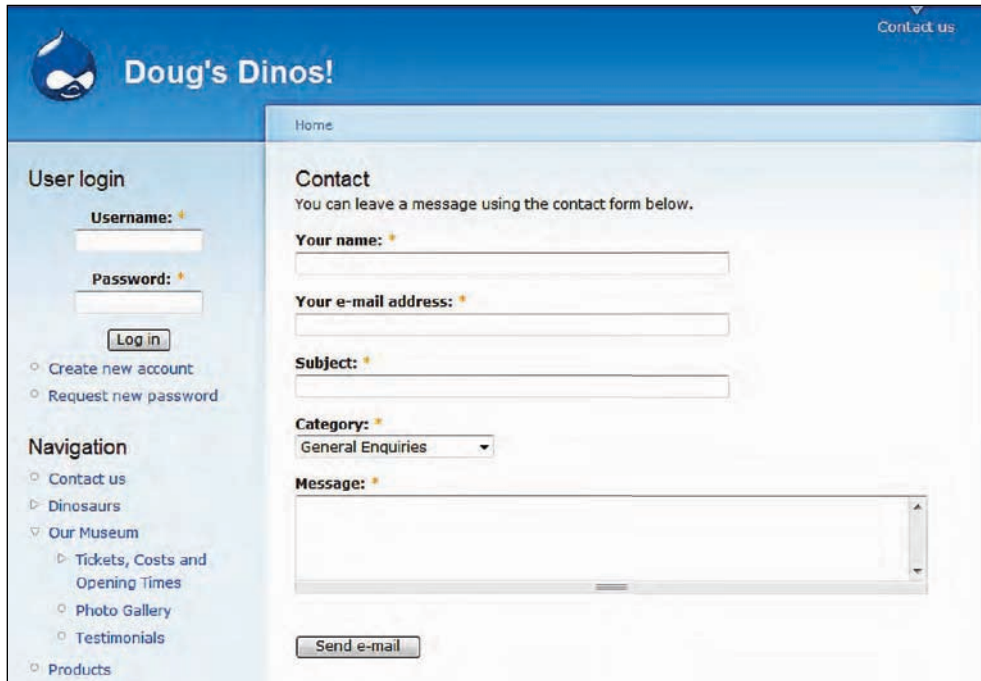 Contact us
Doug's Dinos!
Home
User login
Username: *
Password: *
Log in
Create new account
Request new password
Navigation
Contact us
Dinosaurs
Our Museum
Tickets, Costs and
Opening Times
Photo Gallery
Testimonials
Products
Contact
You can leave a message using the contact form below.
Your name: *
Your e-mail address: *
Subject: *
Category: *
General Enquiries
Message: *
Send e-mail